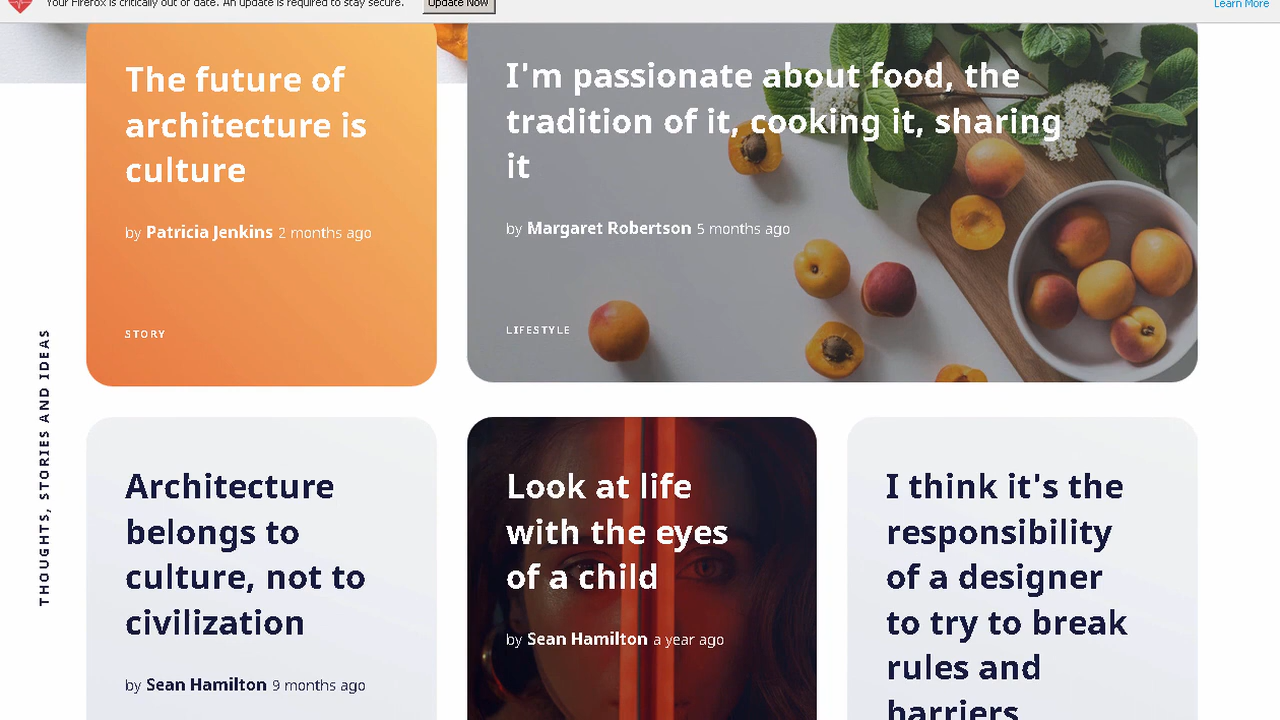 Your Firefox is critically out of date. An update is required to stay secure.
Update Now
Learn More
The future of
architecture is
culture
by Patricia Jenkins 2 months ago
STORY
I'm passionate about food, the
tradition of it, cooking it, sharing
it
by Margaret Robertson 5 months ago
LIFESTYLE
THOUGHTS, STORIES AND IDEAS
Architecture
belongs to
culture, not to
civilization
by Sean Hamilton 9 months ago
Look at life
with the eyes
of a child
by Sean Hamilton a year ago
I think it's the
responsibility
of a designer
to try to break
rules and
barriers